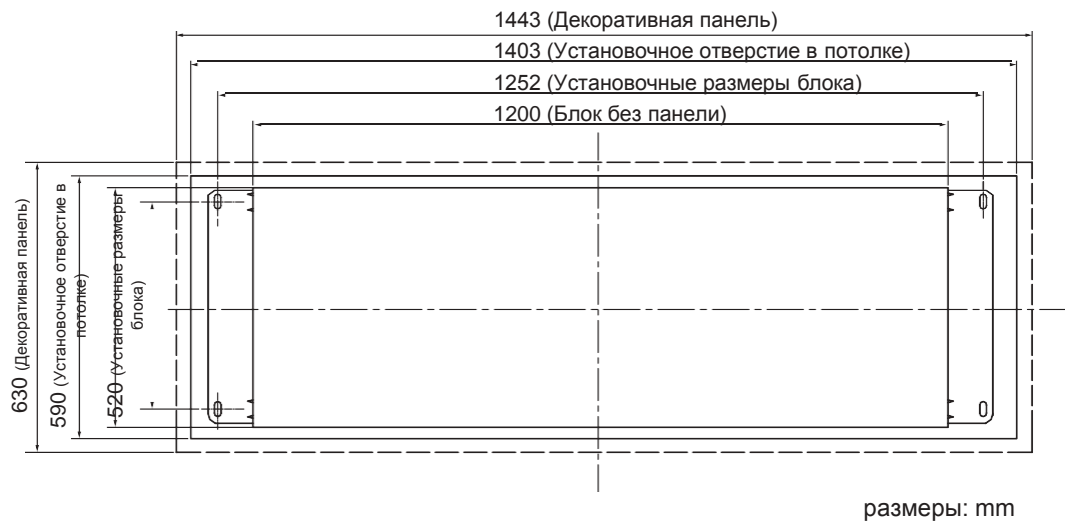 1443 (Декоративная панель)
1403 (Установочное отверстие в потолке)
1252 (Установочные размеры блока)
1200 (Блок без панели)
630 (Декоративная панель)
590 (Установочное отверстие в
потолке)
520 (Установочные размеры
блока)
размеры: mm